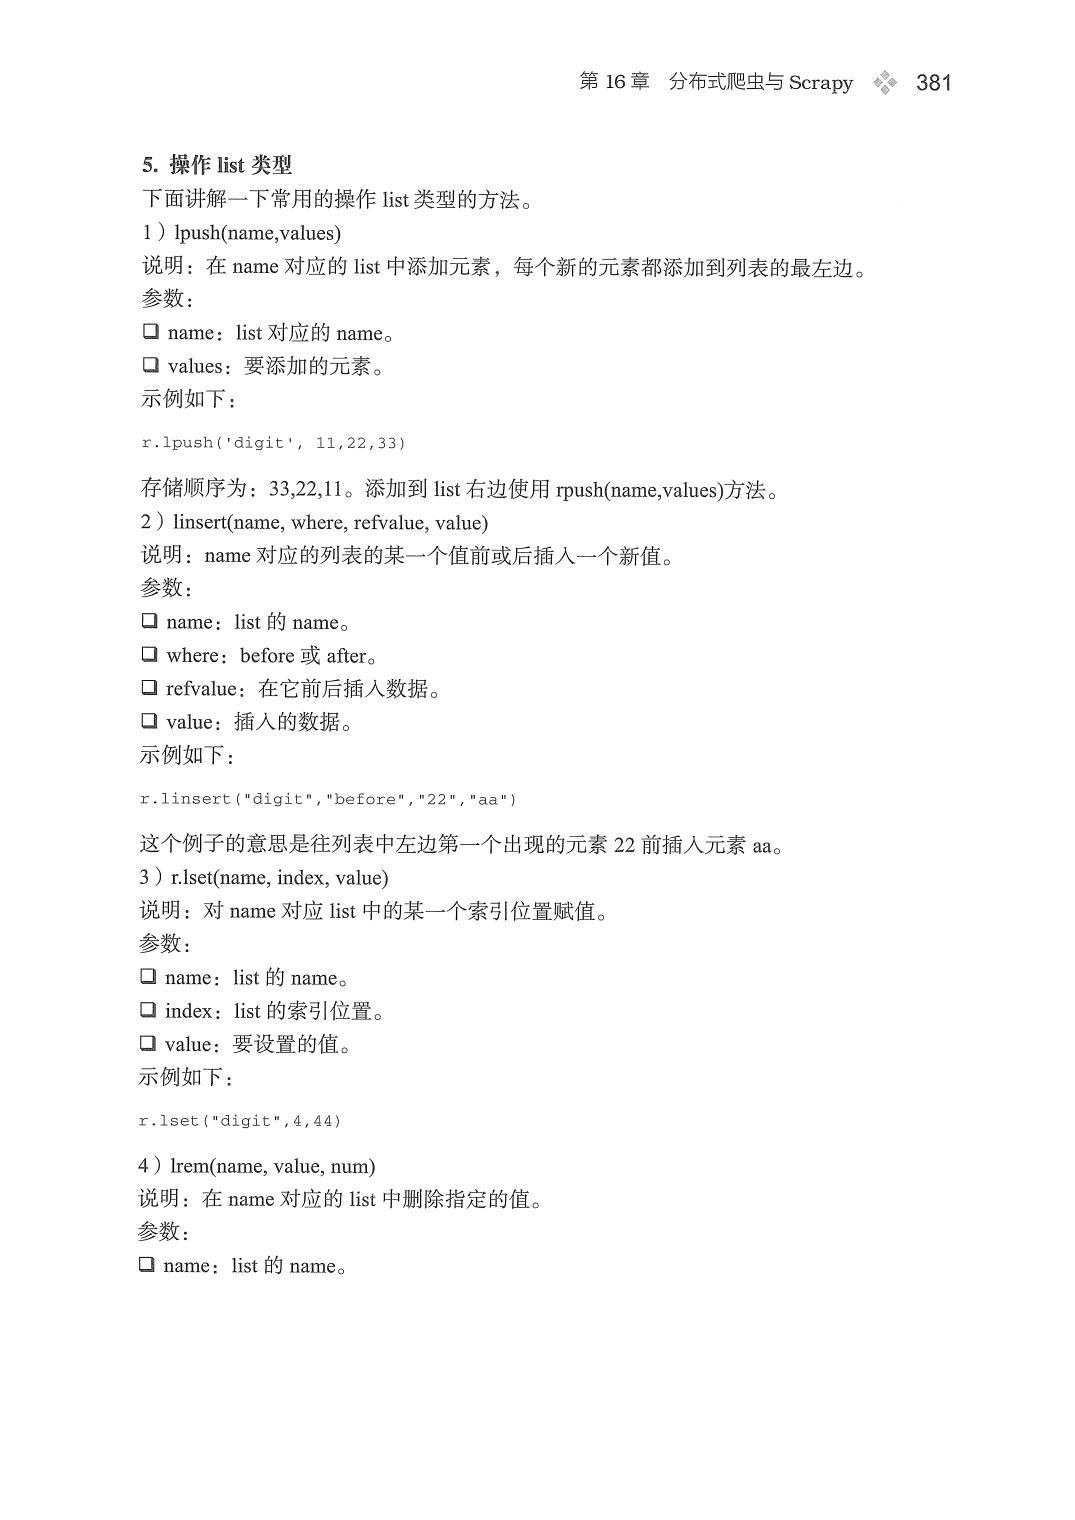 第 16 章　分布式爬虫与 Scrapy　381
5. 操作 list 类型
下面讲解一下常用的操作 list 类型的方法。
1）lpush(name,values)
说明：在 name 对应的 list 中添加元素，每个新的元素都添加到列表的最左边。
参数：
❑ name：list 对应的 name。
❑ values：要添加的元素。
示例如下：
r.lpush('digit', 11,22,33)
存储顺序为：33,22,11。添加到 list 右边使用 rpush(name,values)方法。
2）linsert(name, where, refvalue, value)
说明：name 对应的列表的某一个值前或后插入一个新值。
参数：
❑ name：list 的 name。
❑ where：before 或 after。
❑ refvalue：在它前后插入数据。
❑ value：插入的数据。
示例如下：
r.linsert("digit","before","22","aa")
这个例子的意思是往列表中左边第一个出现的元素 22 前插入元素 aa。
3）r.lset(name, index, value)
说明：对 name 对应 list 中的某一个索引位置赋值。
参数：
❑ name：list 的 name。
❑ index：list 的索引位置。
❑ value：要设置的值。
示例如下：
r.lset("digit",4,44)
4）lrem(name, value, num)
说明：在 name 对应的 list 中删除指定的值。
参数：
❑ name：list 的 name。